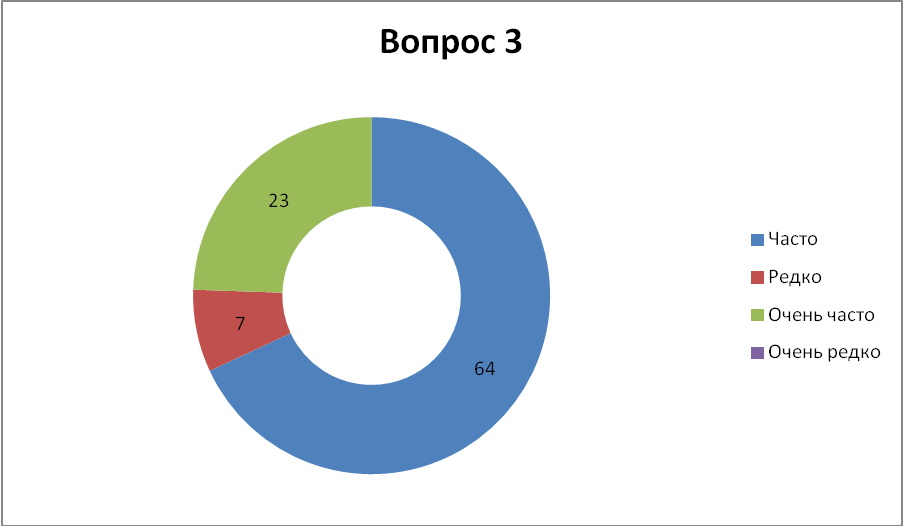 Вопрос 3
23
7
64
Часто
Редко
Очень часто
Очень редко